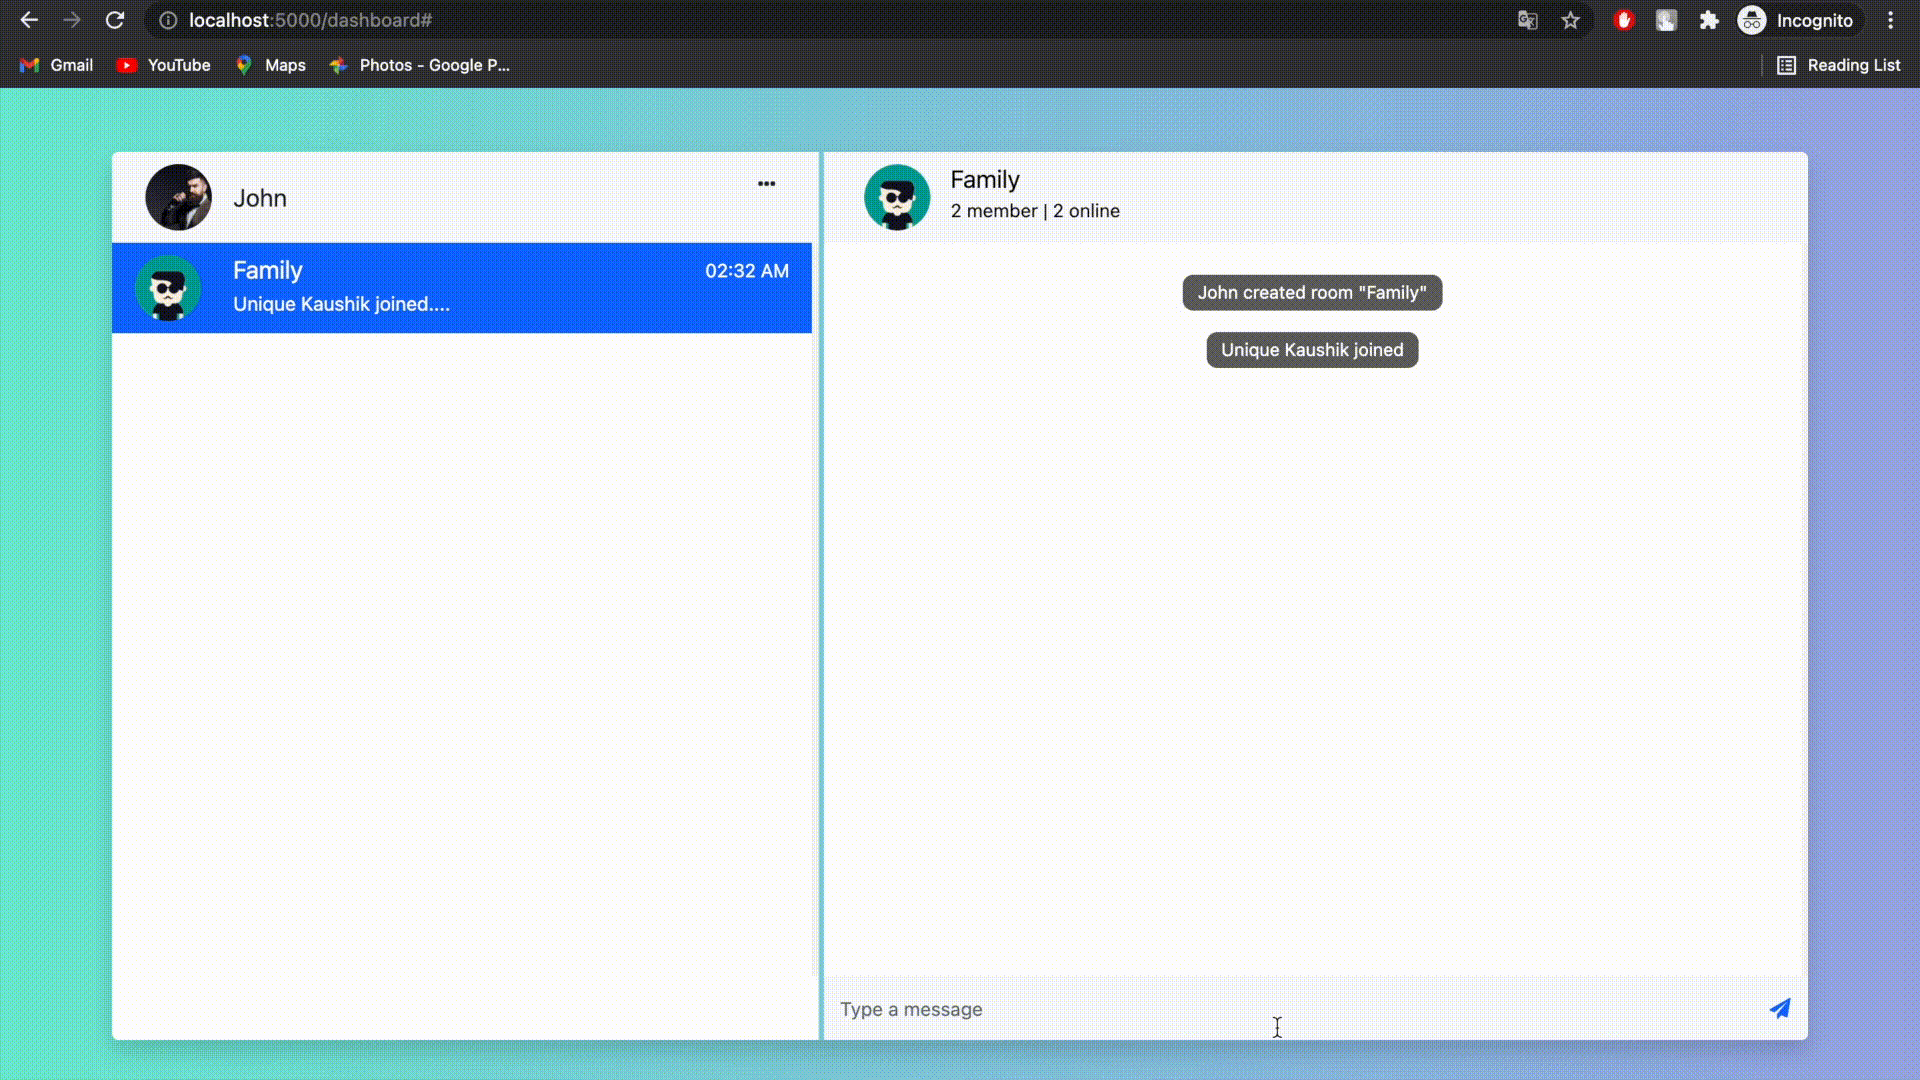 localhost:5000/dashboard#
Incognito
Gmail
YouTube
Maps
Photos - Google P...
Reading List
John
Family
02:32 AM
Unique Kaushik joined....
Family
2 member | 2 online
John created room "Family"
Unique Kaushik joined
Type a message